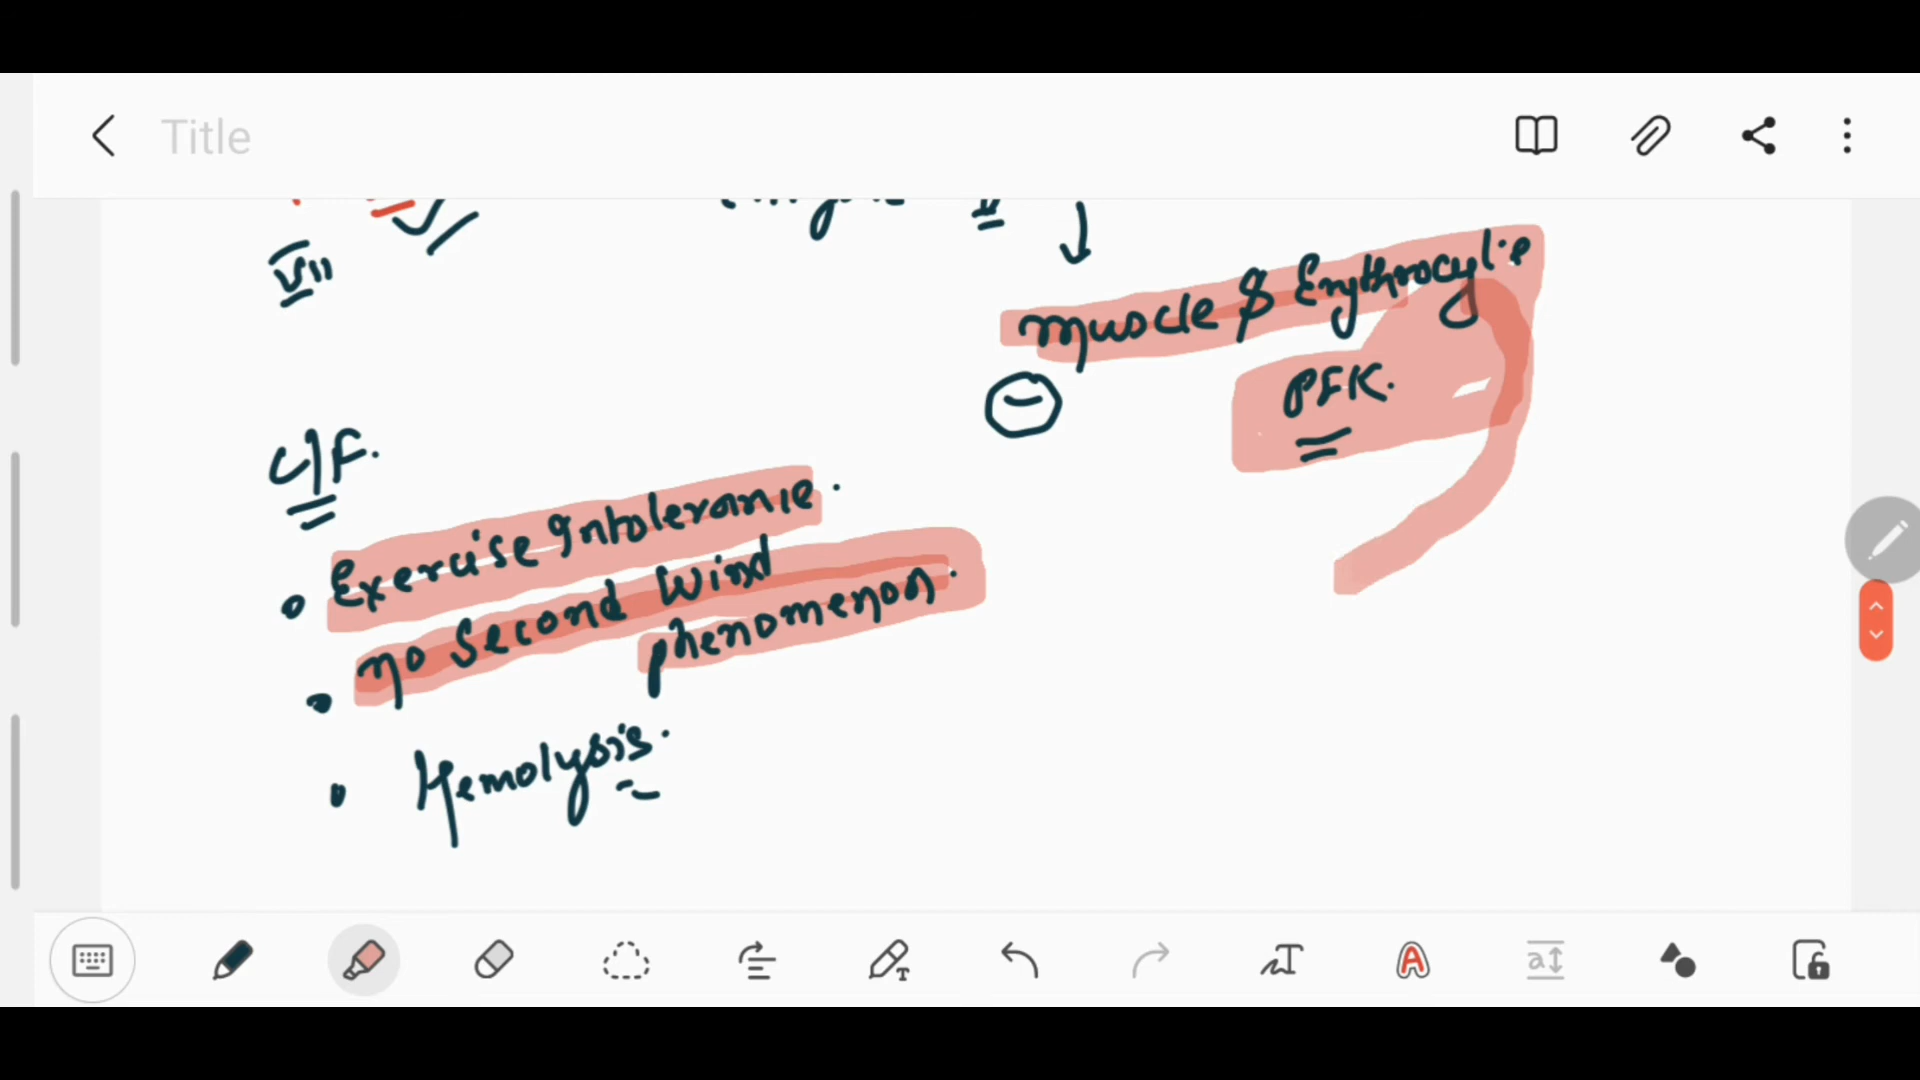 Title
VII
muscle & Erythrocyte
PFK.
C/F.
• Exercise Intolerance.
• no Second Wind
phenomenon.
• Hemolysis.